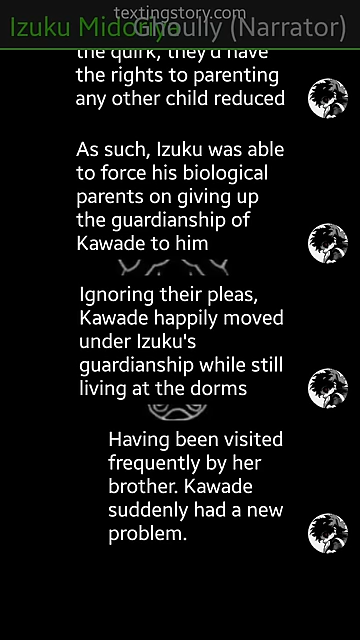 textingstory.com
Izuku Midoriya
Ghoully (Narrator)
the quirk, they'd have
the rights to parenting
any other child reduced
As such, Izuku was able
to force his biological
parents on giving up
the guardianship of
Kawade to him
Ignoring their pleas,
Kawade happily moved
under Izuku's
guardianship while still
living at the dorms
Having been visited
frequently by her
brother. Kawade
suddenly had a new
problem.